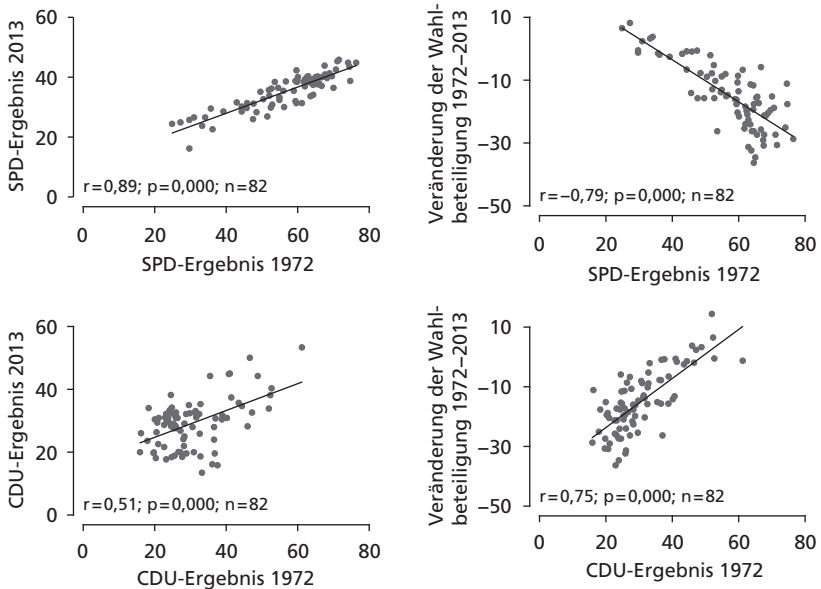 SPD-Ergebnis 2013
60
40
20
0
r=0,89; p=0,000; n=82
0 20 40 60 80
SPD-Ergebnis 1972
Veränderung der Wahl-
beteiligung 1972–2013
10
−10
−30
−50
r=−0,79; p=0,000; n=82
0 20 40 60 80
SPD-Ergebnis 1972
CDU-Ergebnis 2013
60
40
20
0
r=0,51; p=0,000; n=82
0 20 40 60 80
CDU-Ergebnis 1972
Veränderung der Wahl-
beteiligung 1972–2013
10
−10
−30
−50
r=0,75; p=0,000; n=82
0 20 40 60 80
CDU-Ergebnis 1972